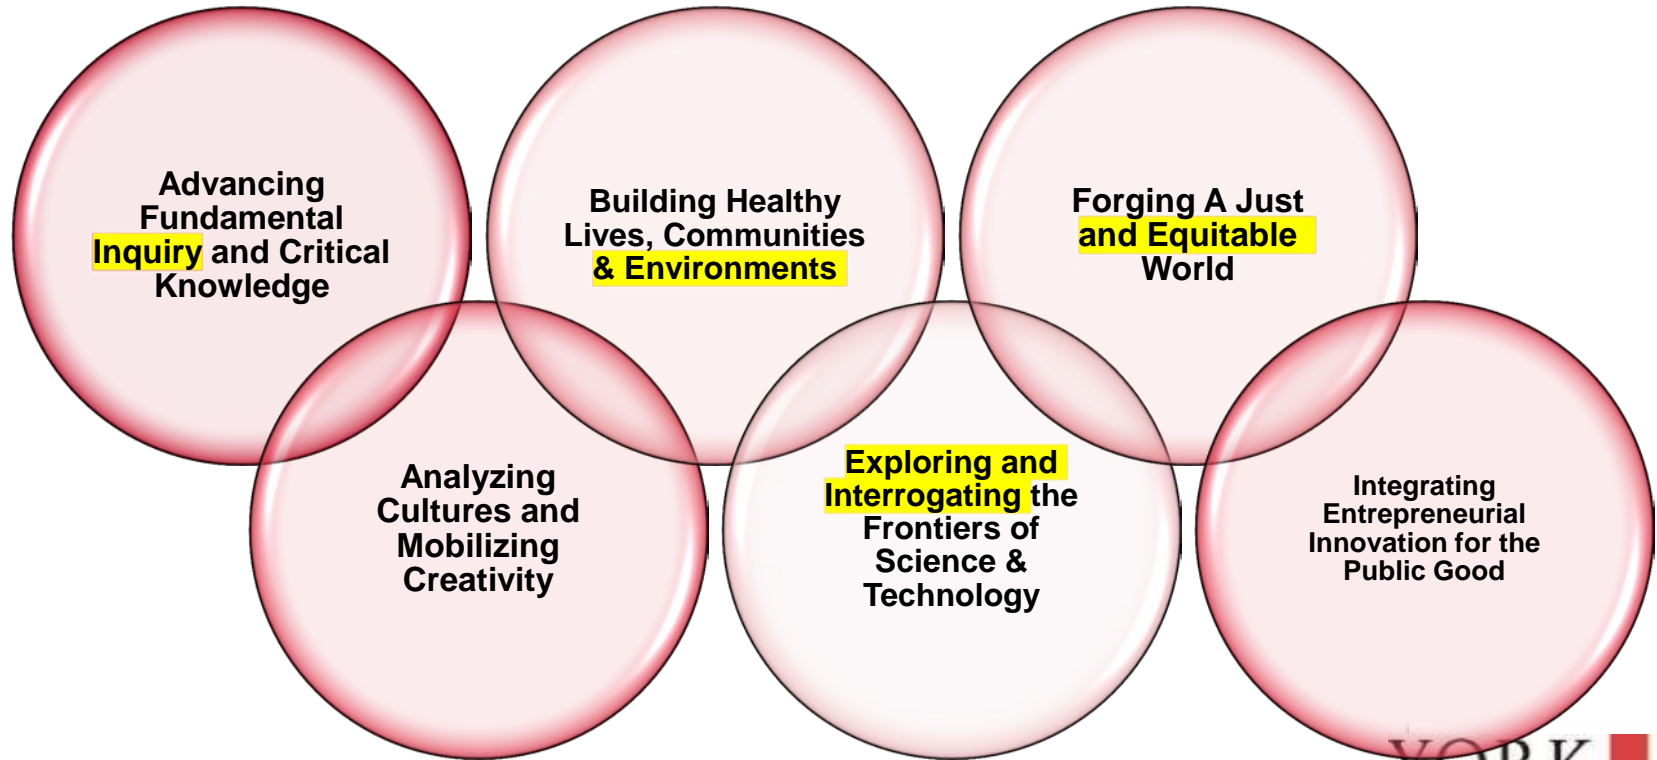 Advancing
Fundamental
Inquiry and Critical
Knowledge
Building Healthy
Lives, Communities
& Environments
Forging A Just
and Equitable
World
Analyzing
Cultures and
Mobilizing
Creativity
Exploring and
Interrogating the
Frontiers of
Science &
Technology
Integrating
Entrepreneurial
Innovation for the
Public Good
YORK